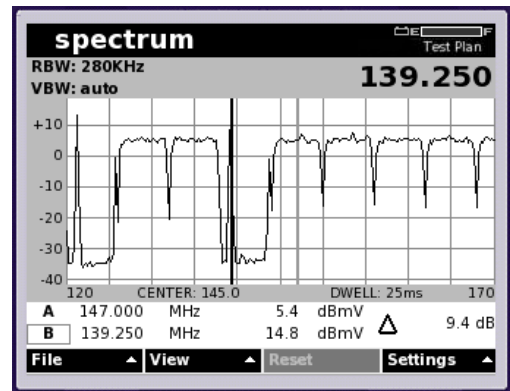 spectrum
E F
Test Plan
RBW: 280KHz
VBW: auto
139.250
+10
0
-10
-20
-30
-40
120 CENTER: 145.0 DWELL: 25ms 170
A 147.000 MHz 5.4 dBmV
B 139.250 MHz 14.8 dBmV
Δ 9.4 dB
File View Reset Settings